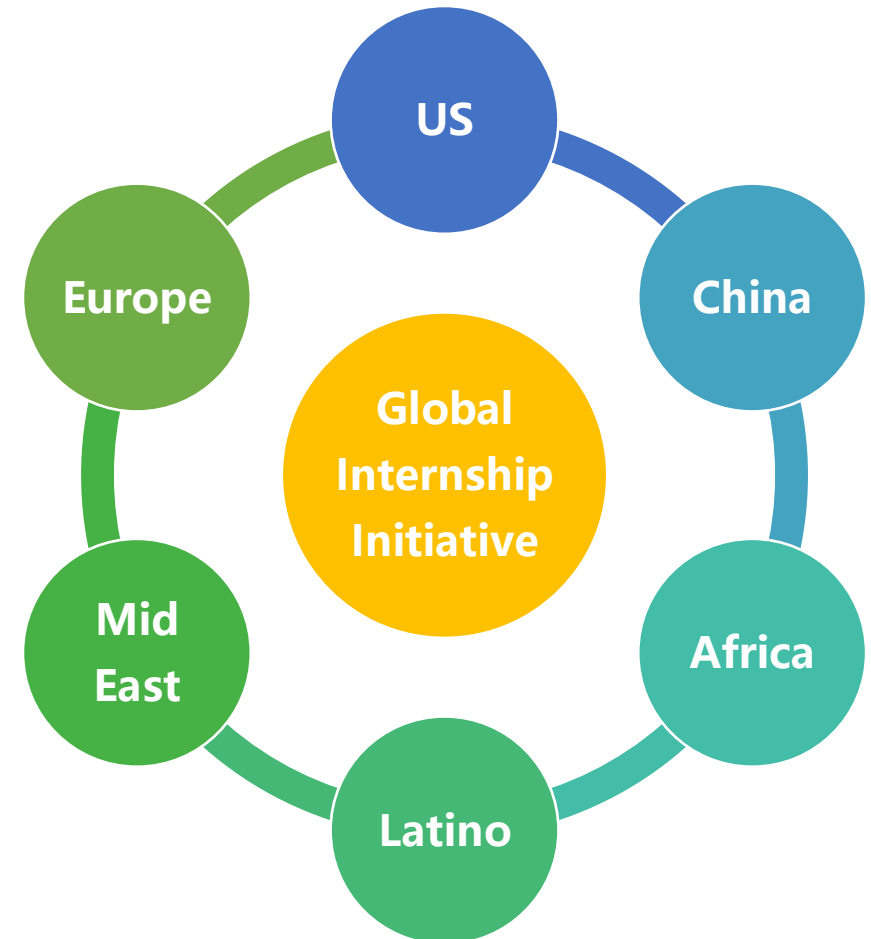 US
China
Africa
Latino
Mid
East
Europe
Global
Internship
Initiative